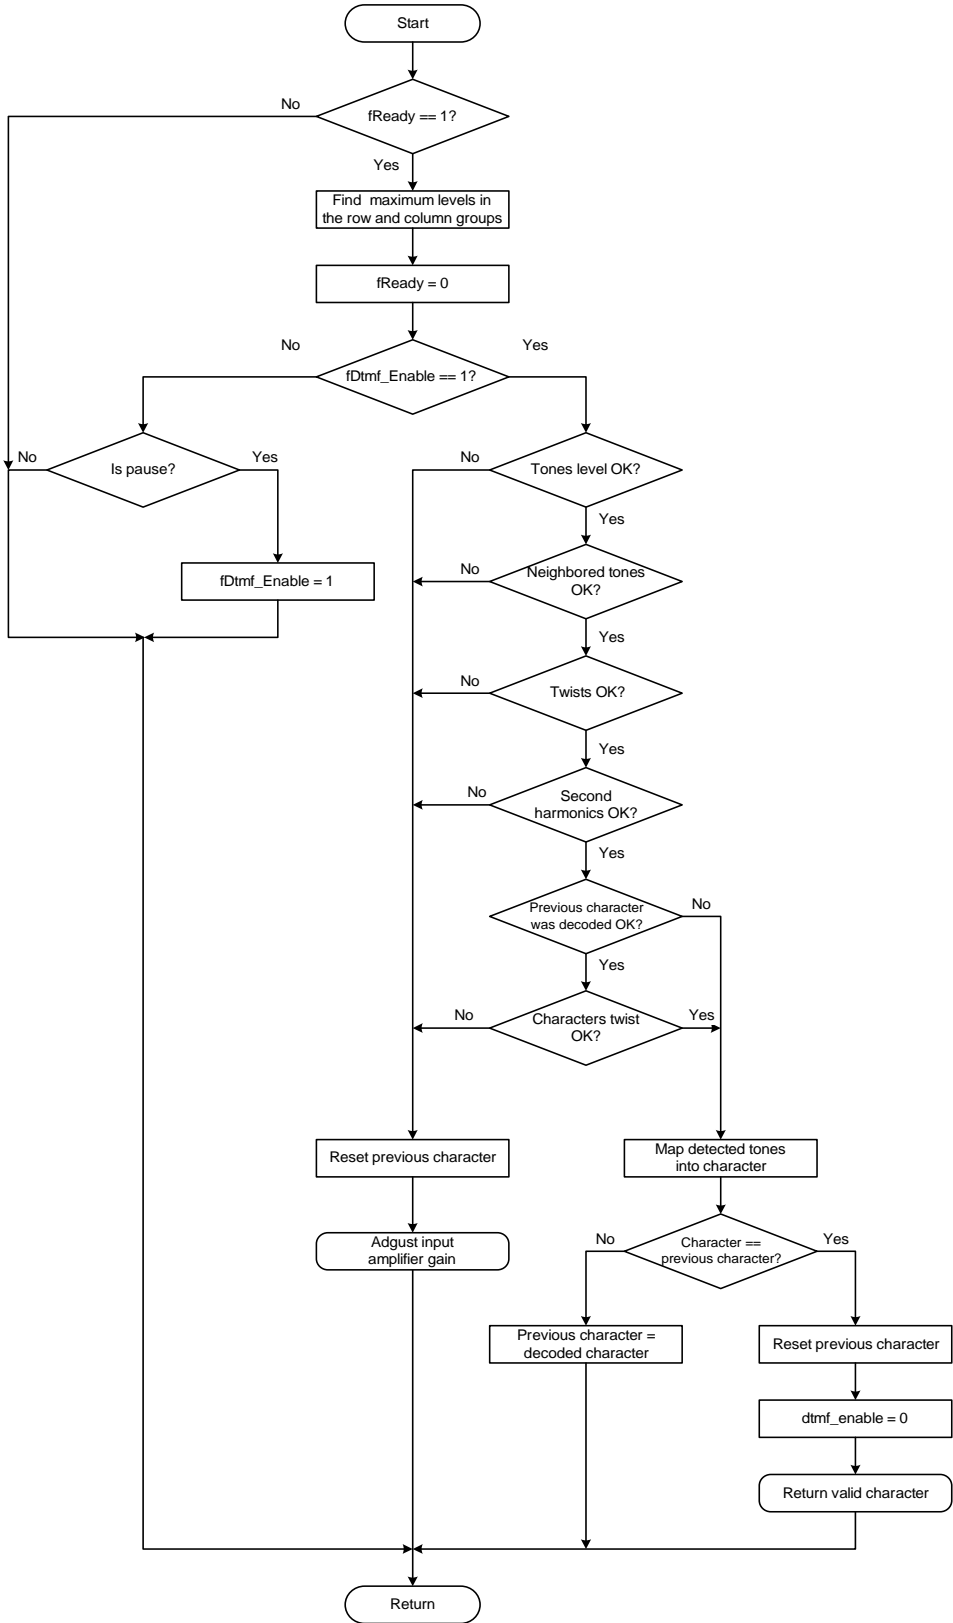 Start
No
fReady == 1?
Yes
Find maximum levels in
the row and column groups
fReady = 0
No
Yes
fDtmf_Enable == 1?
No
Is pause?
Yes
No
Tones level OK?
Yes
fDtmf_Enable = 1
No
Neighbored tones
OK?
Yes
No
Twists OK?
Yes
No
Second
harmonics OK?
Yes
Previous character
was decoded OK?
No
Yes
No
Characters twist
OK?
Yes
Reset previous character
Map detected tones
into character
Adgust input
amplifier gain
No
Character ==
previous character?
Yes
Previous character =
decoded character
Reset previous character
dtmf_enable = 0
Return valid character
Return